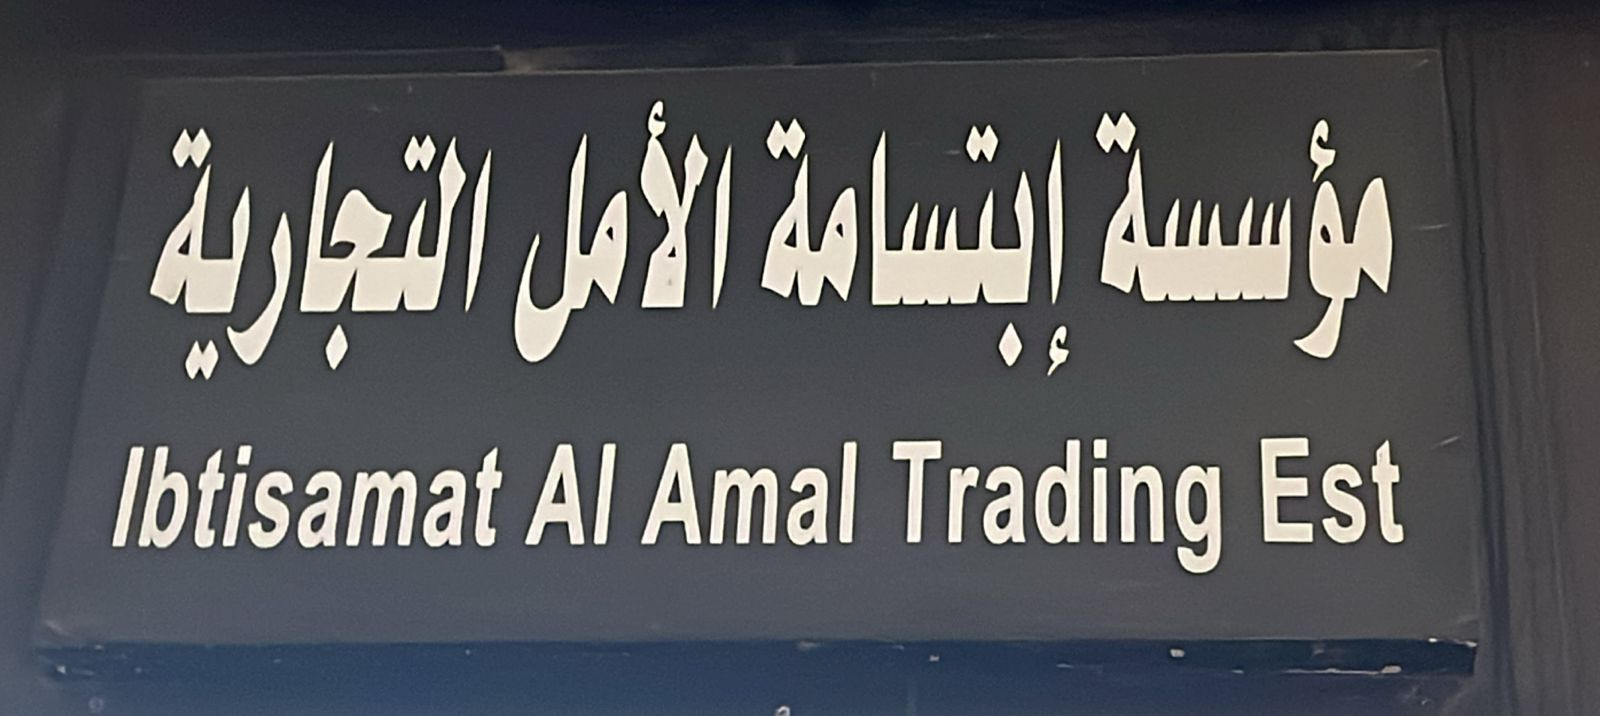 مؤسسة إبتسامة الأمل التجارية
Ibtisamat Al Amal Trading Est